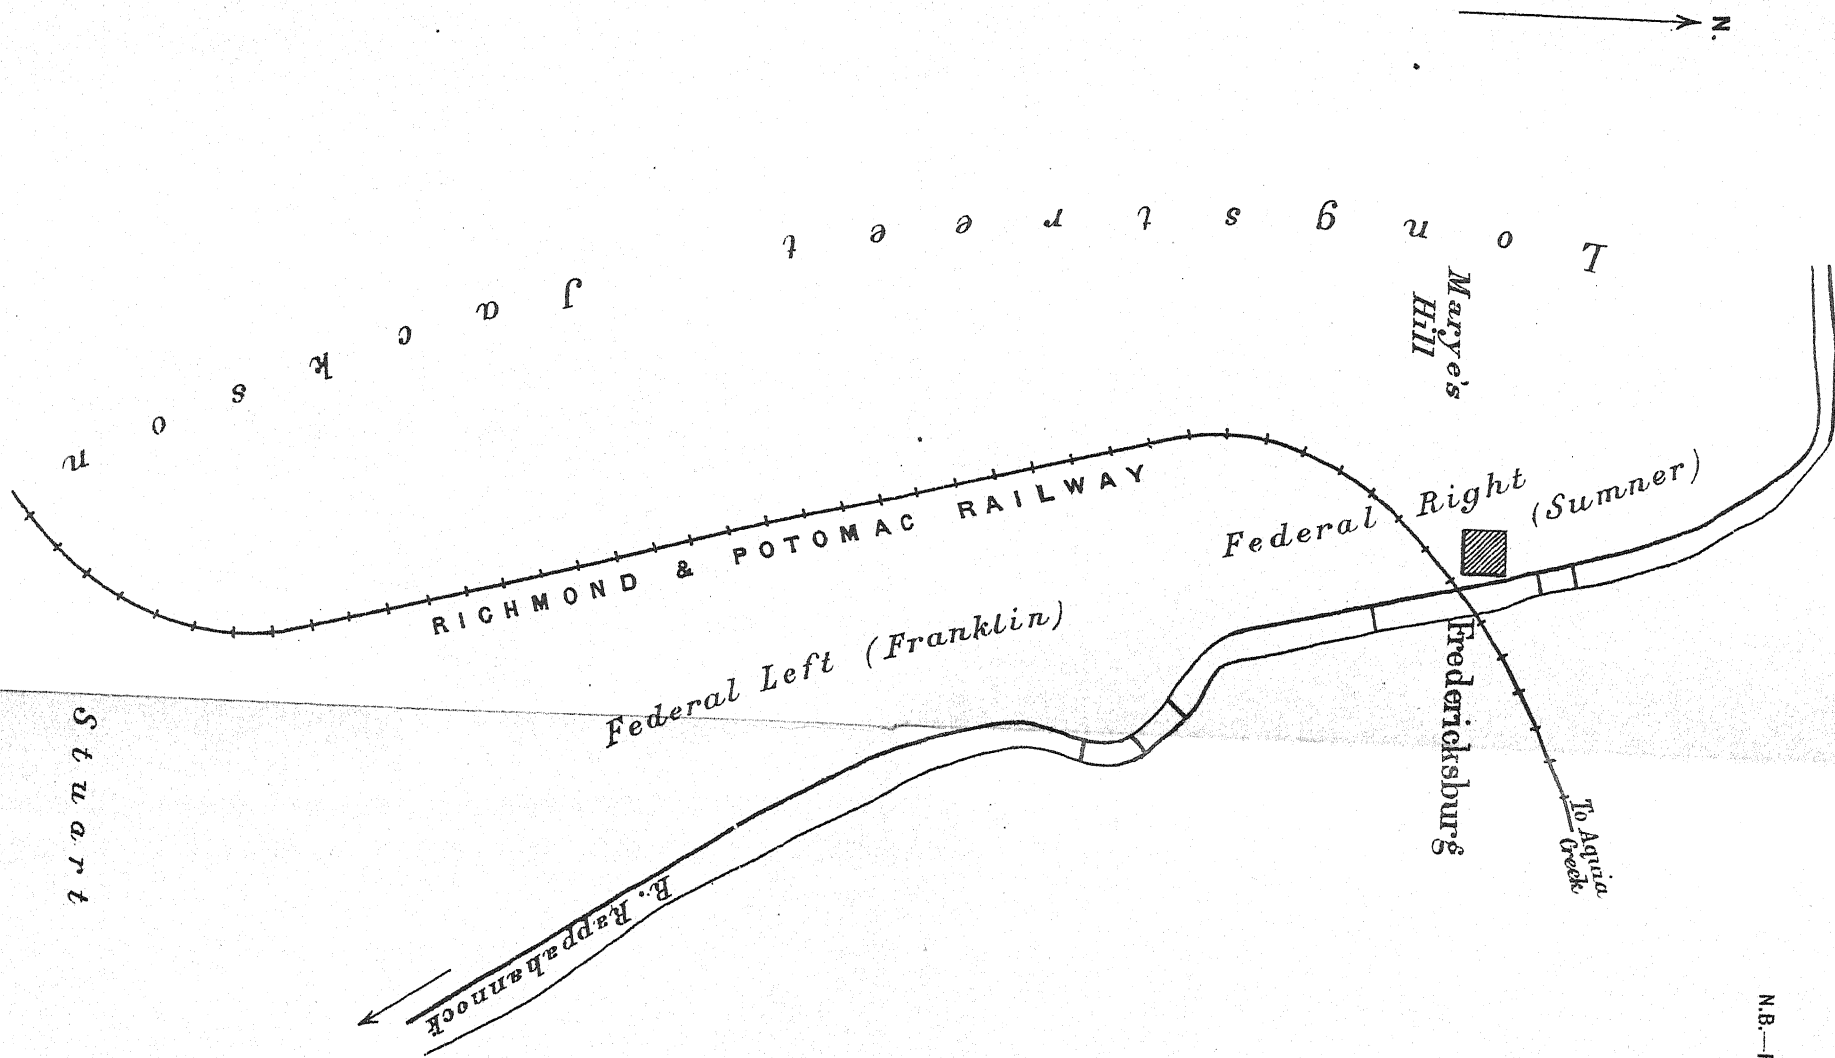 N.
Longstreet
Jackson
Marye's
Hill
Federal Right
(Sumner)
RICHMOND & POTOMAC RAILWAY
Federal Left (Franklin)
Fredericksburg
To Aquia
Creek
Stuart
R. Rappahannock
N.B.—